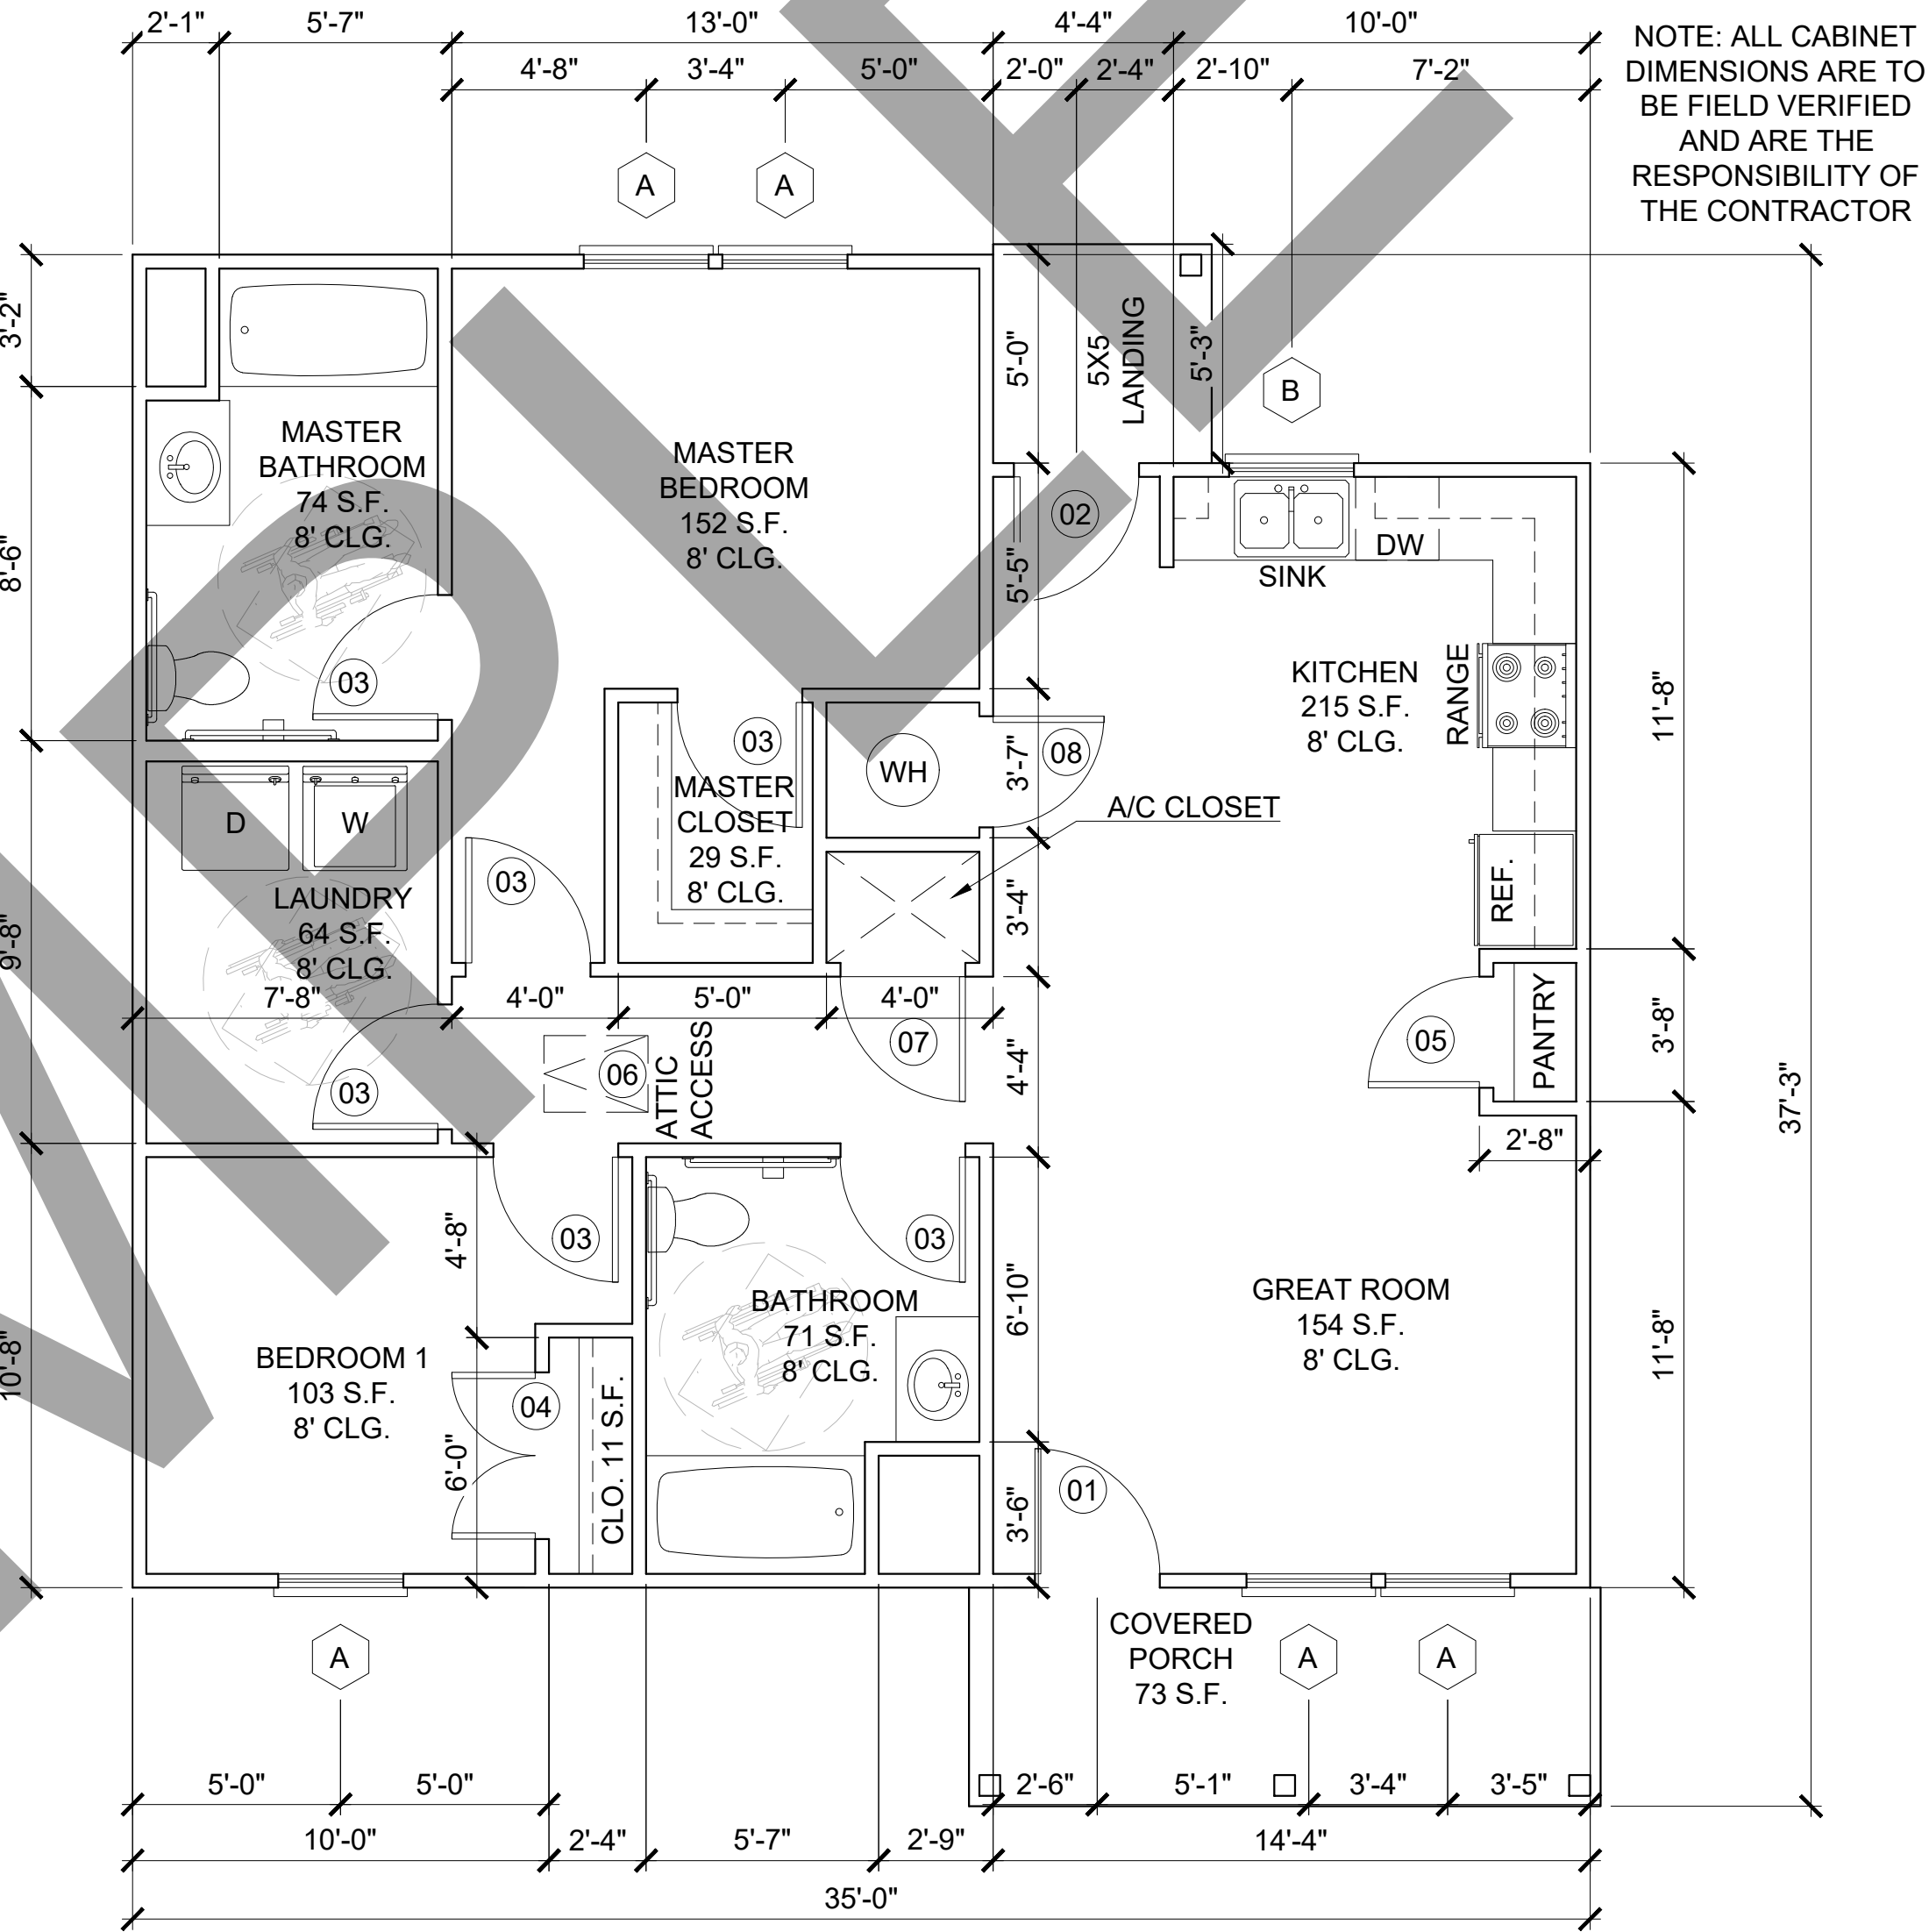 2'-1"
5'-7"
13'-0"
4'-4"
10'-0"
4'-8"
3'-4"
5'-0"
2'-0"
2'-4"
2'-10"
7'-2"
NOTE: ALL CABINET
DIMENSIONS ARE TO
BE FIELD VERIFIED
AND ARE THE
RESPONSIBILITY OF
THE CONTRACTOR
A
A
B
3'-2"
5'-0"
5X5
LANDING
5'-3"
MASTER
BATHROOM
74 S.F.
8' CLG.
MASTER
BEDROOM
152 S.F.
8' CLG.
02
DW
SINK
8'-6"
5'-5"
03
KITCHEN
215 S.F.
8' CLG.
RANGE
11'-8"
03
WH
3'-7"
08
MASTER
CLOSET
29 S.F.
8' CLG.
A/C CLOSET
D
W
03
LAUNDRY
64 S.F.
8' CLG.
9'-8"
3'-4"
REF.
7'-8"
4'-0"
5'-0"
4'-0"
07
4'-4"
05
PANTRY
3'-8"
37'-3"
03
06
ATTIC
ACCESS
2'-8"
4'-8"
03
03
BATHROOM
71 S.F.
8' CLG.
6'-10"
GREAT ROOM
154 S.F.
8' CLG.
11'-8"
10'-8"
BEDROOM 1
103 S.F.
8' CLG.
04
CLO. 11 S.F.
6'-0"
3'-6"
01
COVERED
PORCH
73 S.F.
A
A
A
5'-0"
5'-0"
2'-6"
5'-1"
3'-4"
3'-5"
10'-0"
2'-4"
5'-7"
2'-9"
14'-4"
35'-0"